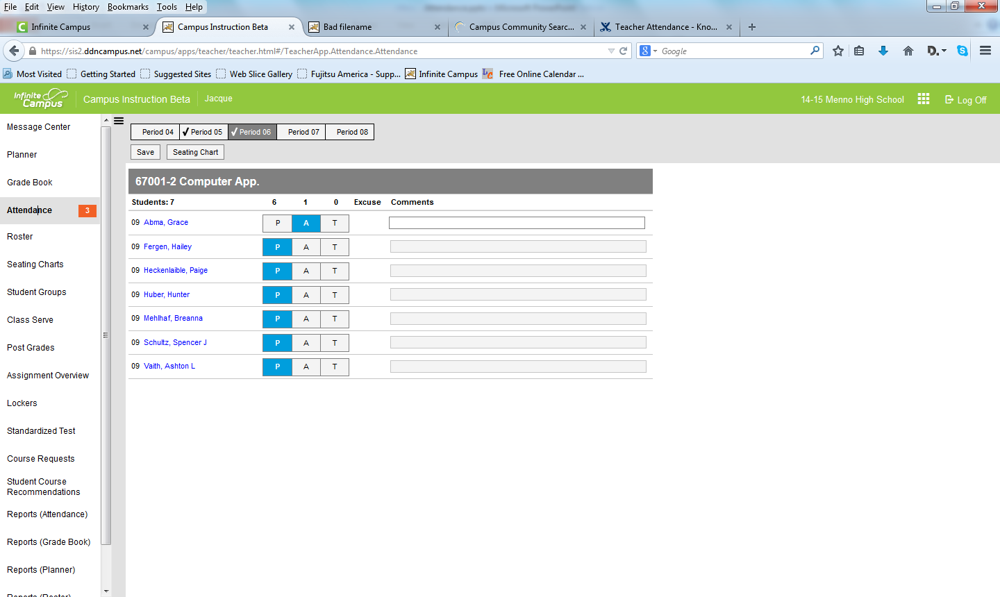 File Edit View History Bookmarks Tools Help
Infinite Campus
Campus Instruction Beta
Bad filename
Campus Community Searc...
Teacher Attendance - Kno...
https://sis2.ddncampus.net/campus/apps/teacher/teacher.html#/TeacherApp.Attendance.Attendance
Google
Most Visited Getting Started Suggested Sites Web Slice Gallery Fujitsu America - Supp... Infinite Campus Free Online Calendar ...
Infinite Campus Campus Instruction Beta Jacque 14-15 Menno High School Log Off
Message Center
Planner
Grade Book
Attendance 3
Roster
Seating Charts
Student Groups
Class Serve
Post Grades
Assignment Overview
Lockers
Standardized Test
Course Requests
Student Course
Recommendations
Reports (Attendance)
Reports (Grade Book)
Reports (Planner)
Reports (Roster)
Period 04 Period 05 Period 06 Period 07 Period 08
Save Seating Chart
67001-2 Computer App.
Students: 7 6 1 0 Excuse Comments
09 Abma, Grace P A T
09 Fergen, Hailey P A T
09 Heckenlaible, Paige P A T
09 Huber, Hunter P A T
09 Mehlhaf, Breanna P A T
09 Schultz, Spencer J P A T
09 Vaith, Ashton L P A T